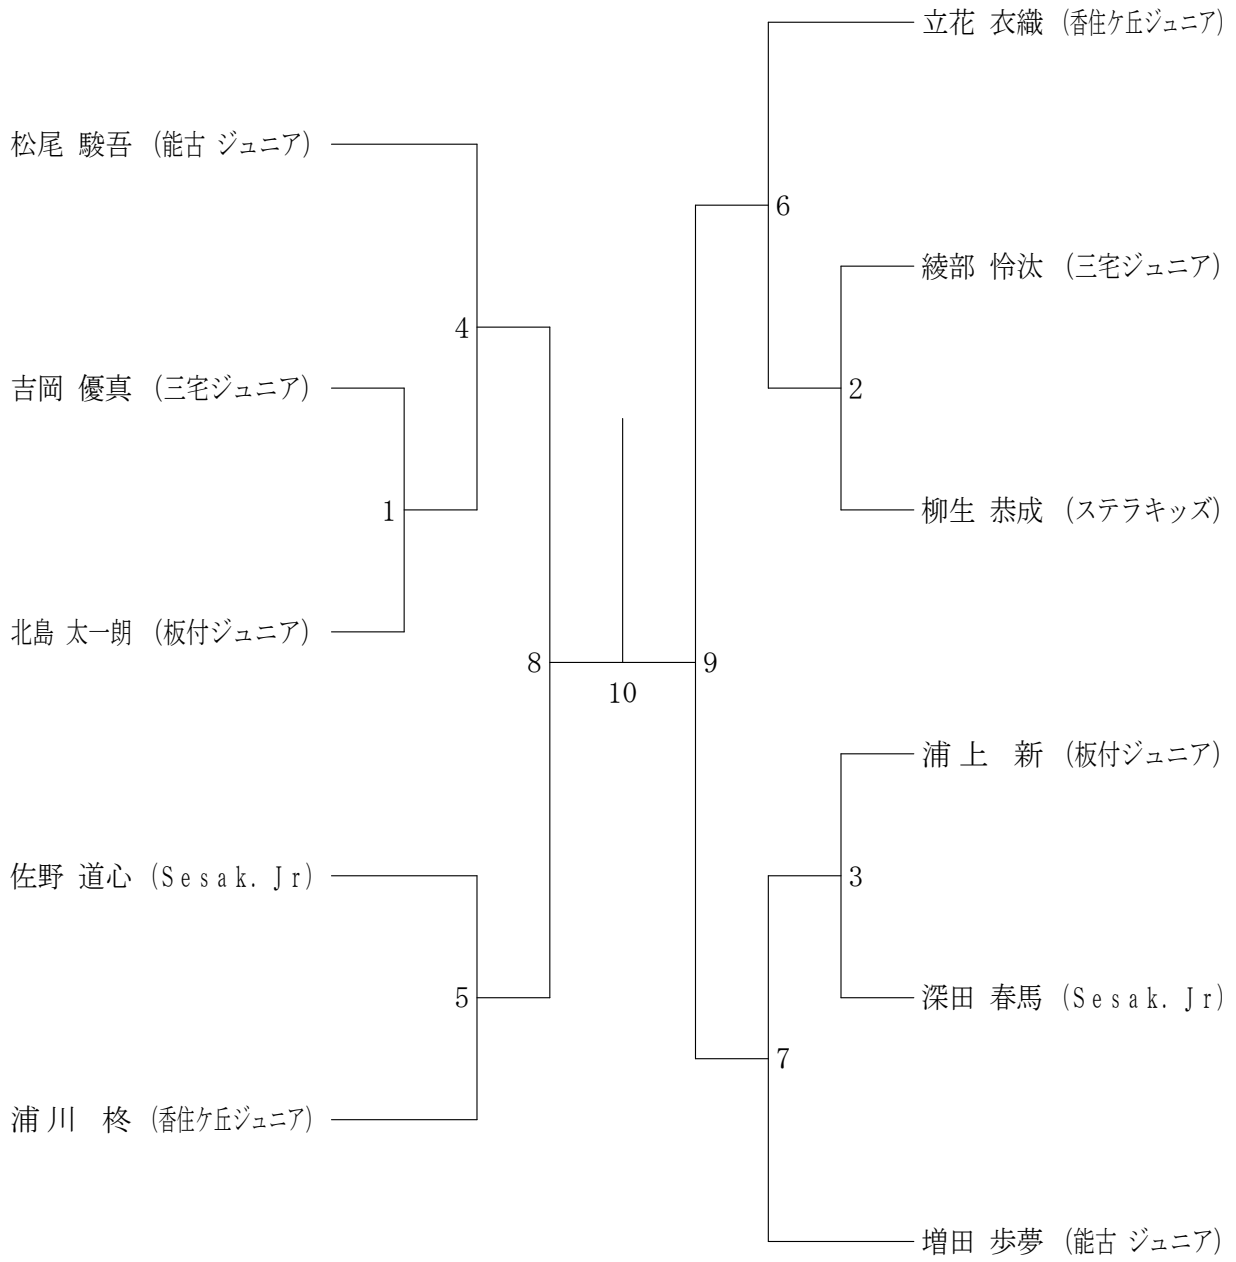 松尾 駿吾 (能古 ジュニア)
吉岡 優真 (三宅ジュニア)
北島 太一朗 (板付ジュニア)
佐野 道心 (Sesak. Jr)
浦川 柊 (香住ケ丘ジュニア)
4
1
8
5
10
9
6
2
3
7
立花 衣織 (香住ケ丘ジュニア)
綾部 怜汰 (三宅ジュニア)
柳生 恭成 (ステラキッズ)
浦上 新 (板付ジュニア)
深田 春馬 (Sesak. Jr)
増田 歩夢 (能古 ジュニア)